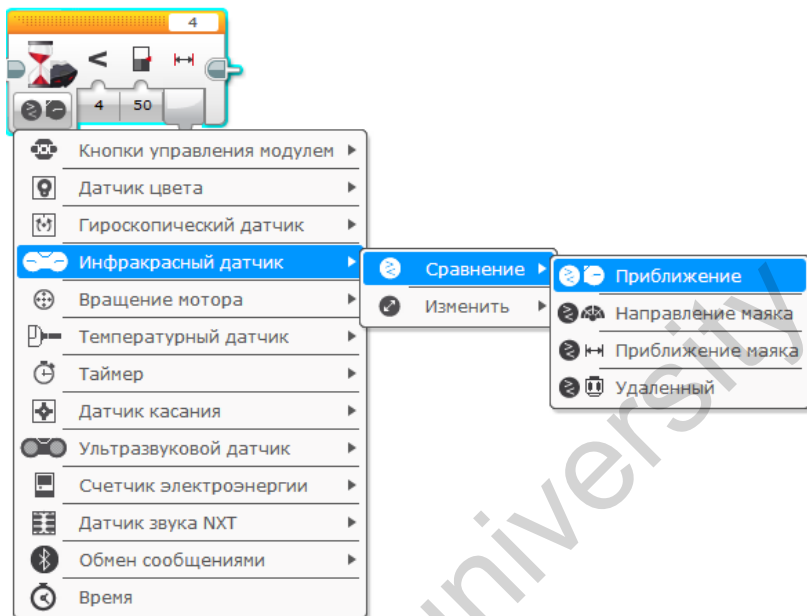 4
<
4 50
Кнопки управления модулем
Датчик цвета
Гироскопический датчик
Инфракрасный датчик
Сравнение
Приближение
Вращение мотора
Изменить
Направление маяка
Температурный датчик
Приближение маяка
Таймер
Удаленный
Датчик касания
Ультразвуковой датчик
Счетчик электроэнергии
Датчик звука NXT
Обмен сообщениями
Время
university